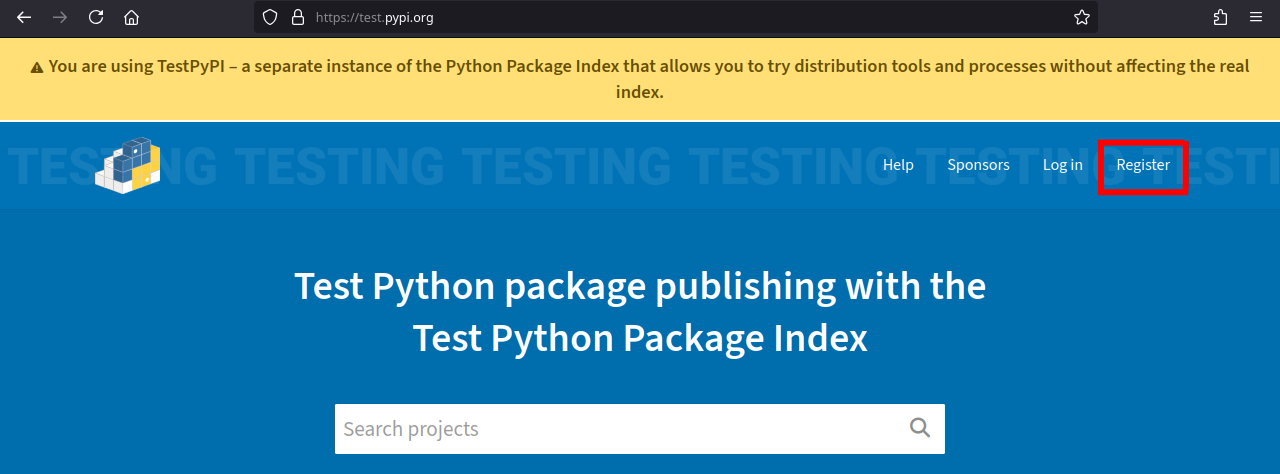 https://test.pypi.org
You are using TestPyPI – a separate instance of the Python Package Index that allows you to try distribution tools and processes without affecting the real
index.
TESTING TESTING TESTING TESTING TESTING TESTI
Help Sponsors Log in Register
Test Python package publishing with the
Test Python Package Index
Search projects